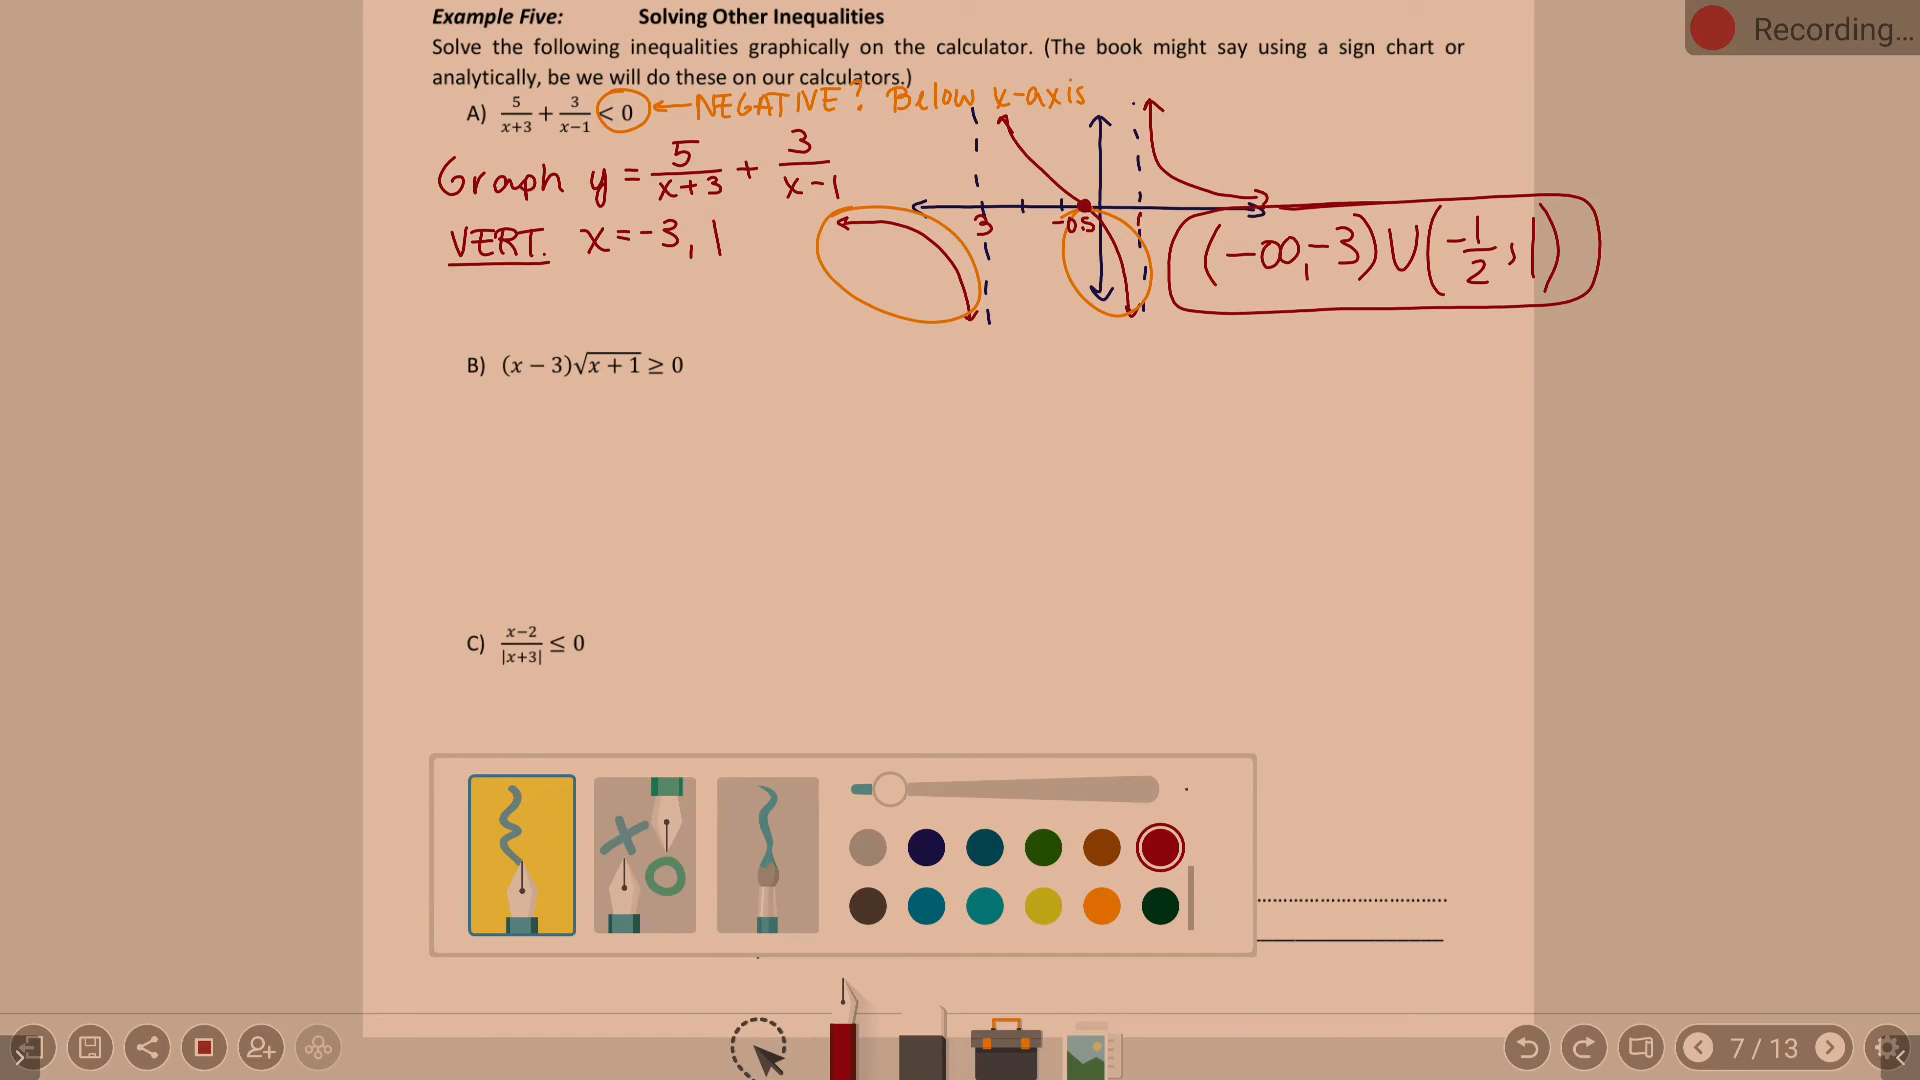 Example Five: Solving Other Inequalities
Solve the following inequalities graphically on the calculator. (The book might say using a sign chart or
analytically, be we will do these on our calculators.)
A) 5/(x+3) + 3/(x−1) < 0 ← NEGATIVE? Below x-axis
Graph y = 5/(x+3) + 3/(x-1)
VERT. x = -3, 1
3 -0.5
(-∞, -3) ∪ (-1/2, 1)
B) (x − 3)√(x + 1) ≥ 0
C) (x−2)/|x+3| ≤ 0
Recording...
7 / 13